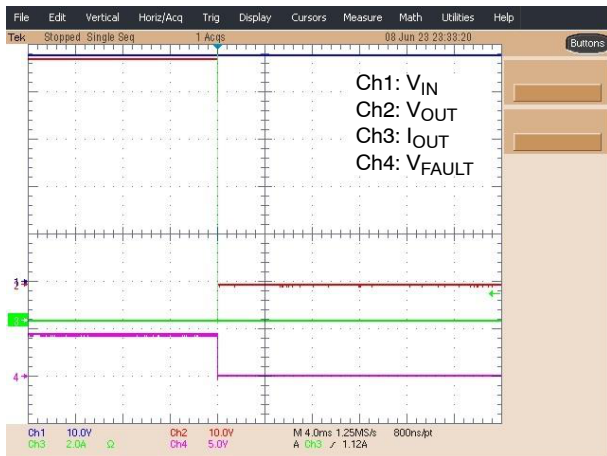 File Edit Vertical Horiz/Acq Trig Display Cursors Measure Math Utilities Help
Tek Stopped Single Seq 1 Acqs 08 Jun 23 23:33:20
Buttons
Ch1: VIN
Ch2: VOUT
Ch3: IOUT
Ch4: VFAULT
2
3
4
Ch1 10.0V Ch2 10.0V M 4.0ms 1.25MS/s 800ns/pt
Ch3 2.0A Ω Ch4 5.0V A Ch3 ∕ 1.12A